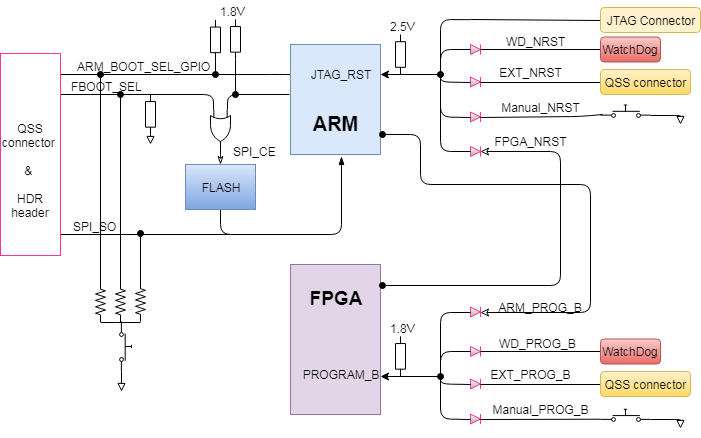 1.8V
2.5V
JTAG Connector
WD_NRST
WatchDog
ARM_BOOT_SEL_GPIO
JTAG_RST
EXT_NRST
QSS connector
FBOOT_SEL
Manual_NRST
ARM
QSS
connector
&
HDR
header
FPGA_NRST
SPI_CE
FLASH
SPI_SO
FPGA
ARM_PROG_B
1.8V
WD_PROG_B
WatchDog
PROGRAM_B
EXT_PROG_B
QSS connector
Manual_PROG_B